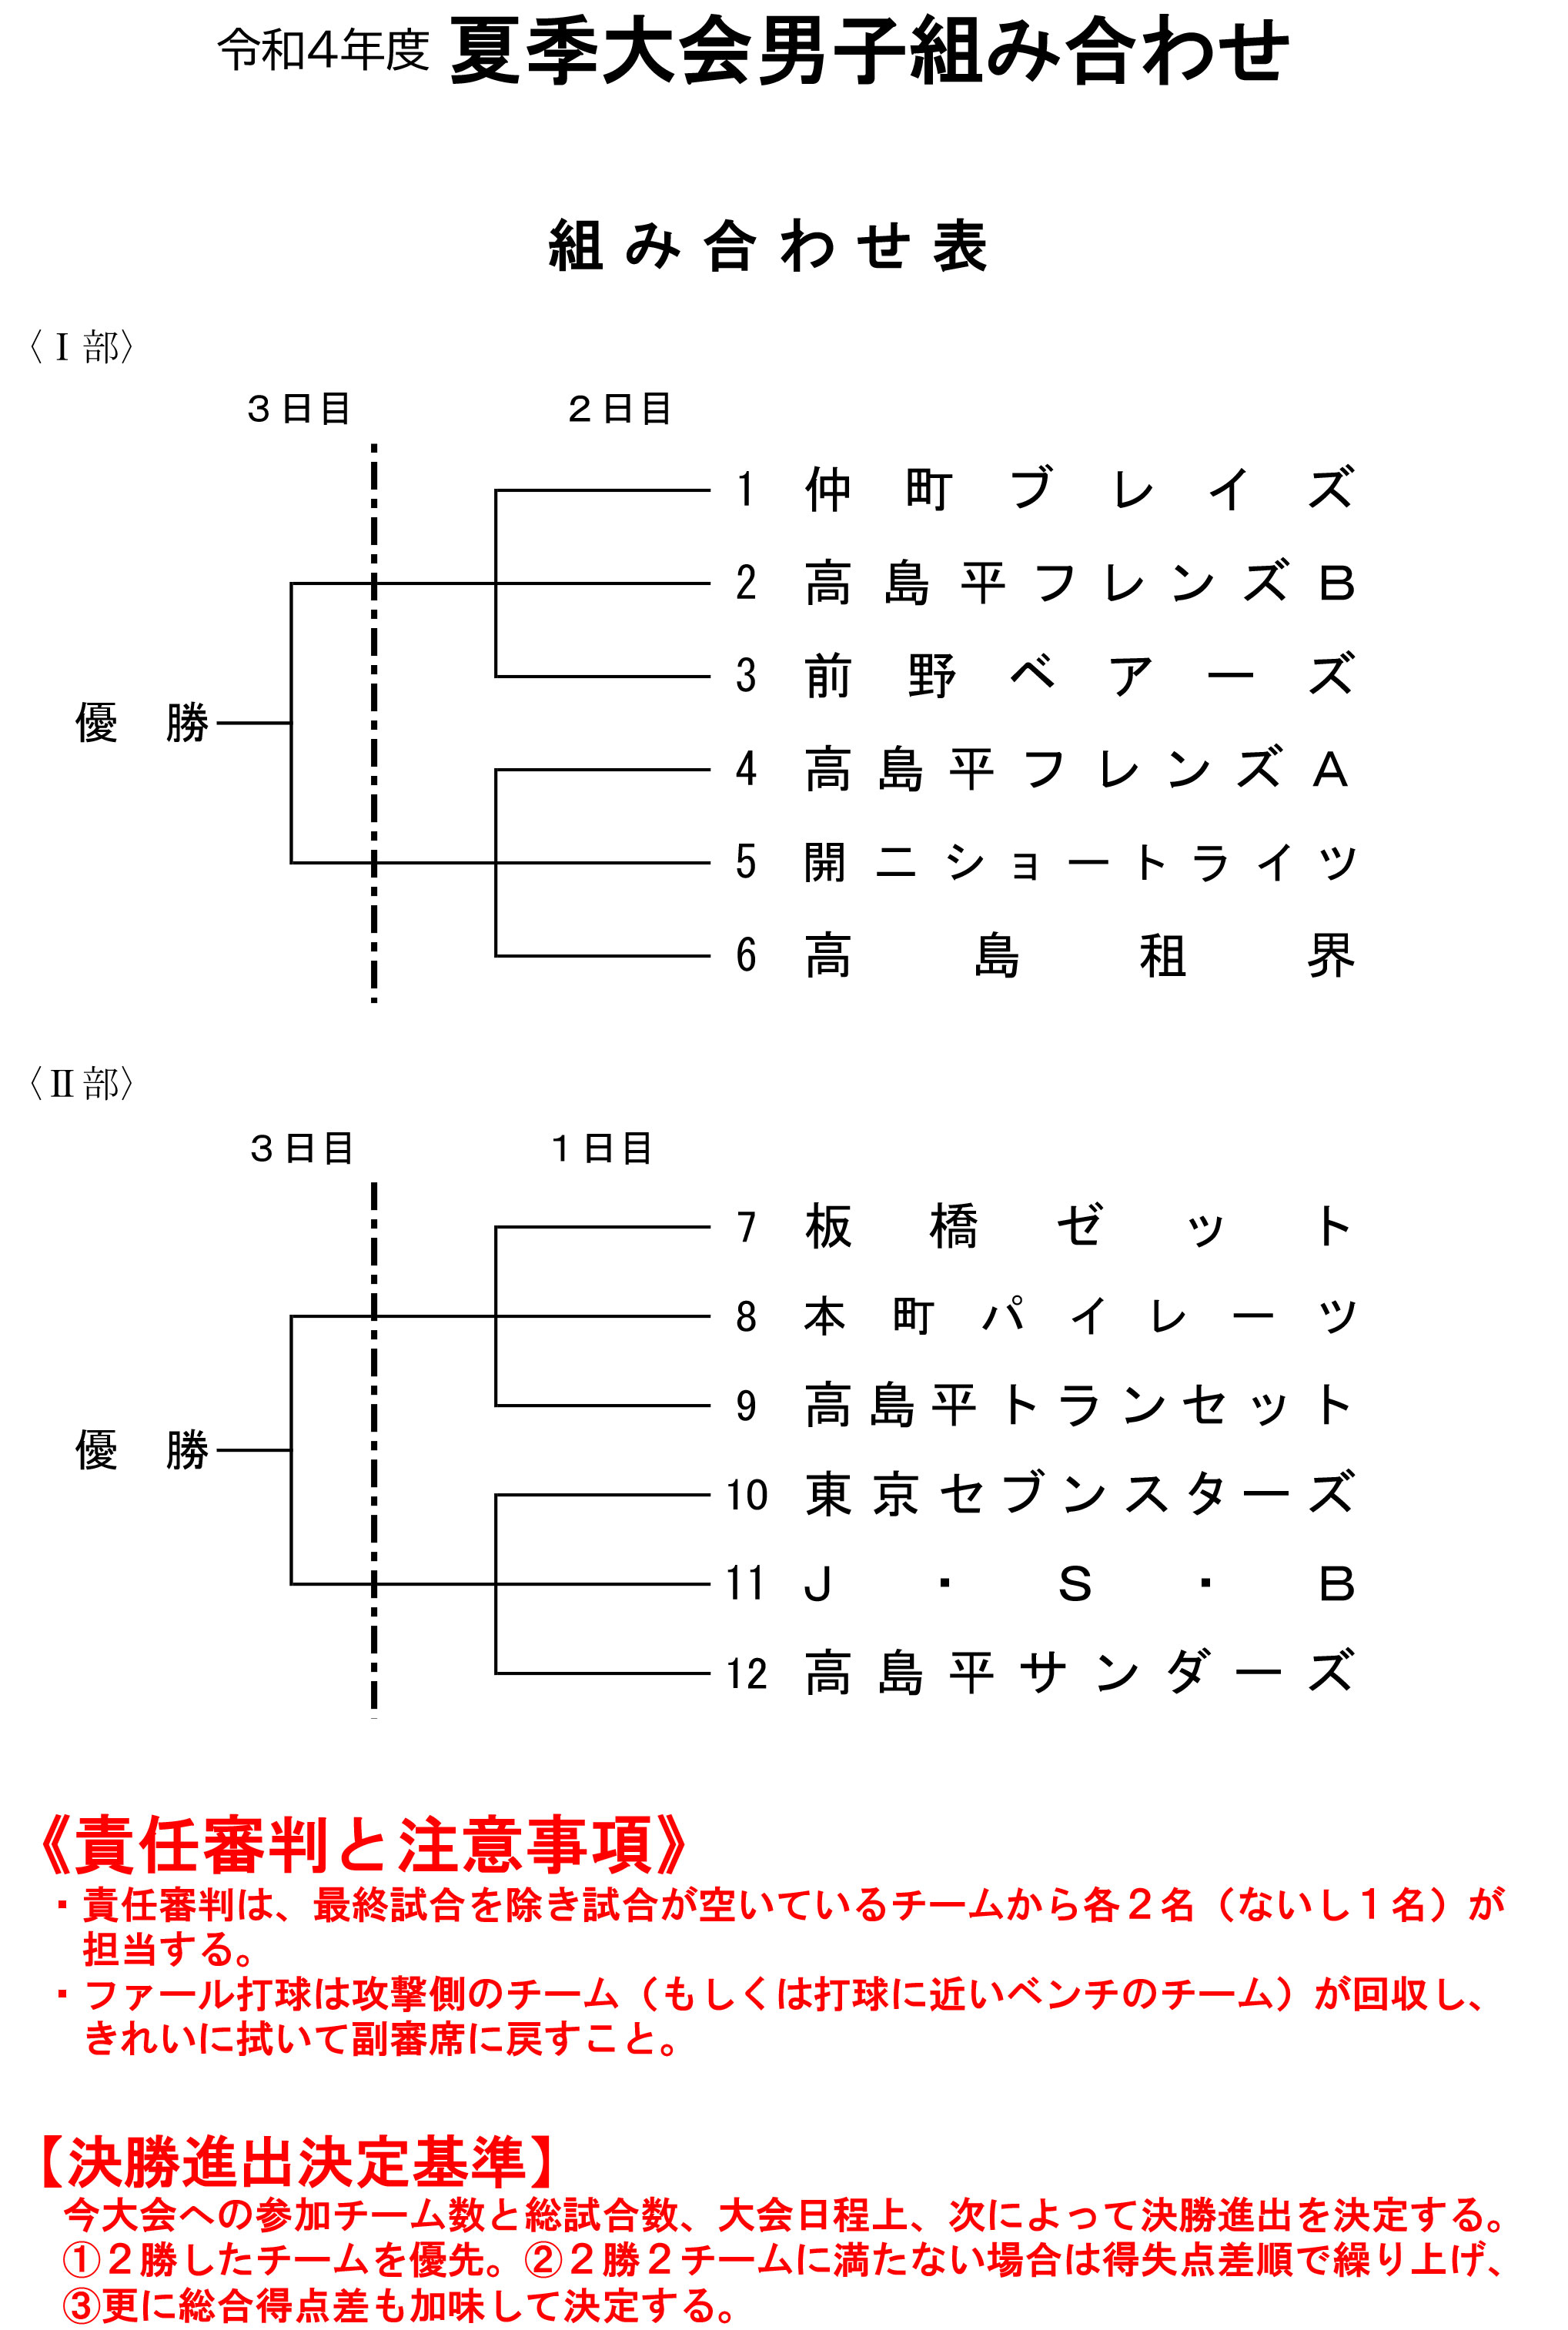 令和4年度 夏季大会男子組み合わせ
組み合わせ表
〈Ⅰ部〉
3日目 2日目
1 仲町ブレイズ
2 高島平フレンズB
3 前野ベアーズ
優勝
4 高島平フレンズA
5 開ニショートライツ
6 高島租界
〈Ⅱ部〉
3日目 1日目
7 板橋ゼット
8 本町パイレーツ
9 高島平トランセット
優勝
10 東京セブンスターズ
11 J・S・B
12 高島平サンダーズ
《責任審判と注意事項》
・責任審判は、最終試合を除き試合が空いているチームから各２名（ないし１名）が
担当する。
・ファール打球は攻撃側のチーム（もしくは打球に近いベンチのチーム）が回収し、
きれいに拭いて副審席に戻すこと。
【決勝進出決定基準】
今大会への参加チーム数と総試合数、大会日程上、次によって決勝進出を決定する。
①２勝したチームを優先。②２勝２チームに満たない場合は得失点差順で繰り上げ、
③更に総合得点差も加味して決定する。